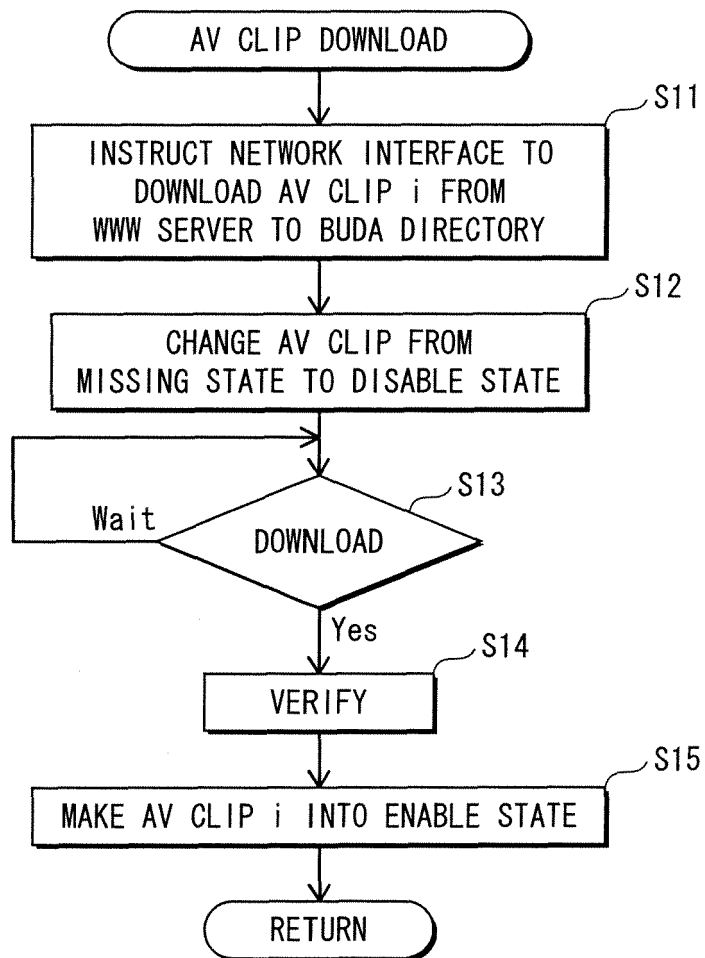 AV CLIP DOWNLOAD
S11
INSTRUCT NETWORK INTERFACE TO
DOWNLOAD AV CLIP i FROM
WWW SERVER TO BUDA DIRECTORY
S12
CHANGE AV CLIP FROM
MISSING STATE TO DISABLE STATE
S13
Wait
DOWNLOAD
Yes
S14
VERIFY
S15
MAKE AV CLIP i INTO ENABLE STATE
RETURN